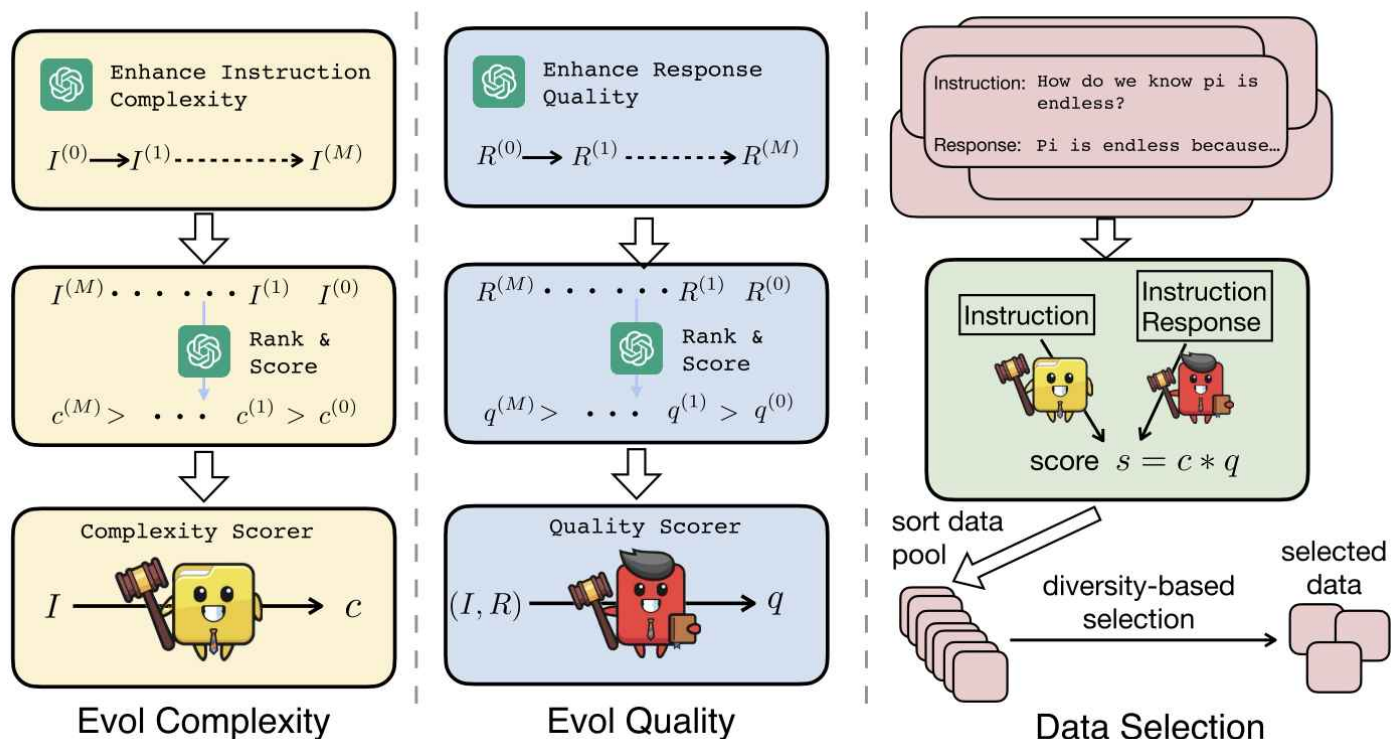 Enhance Instruction
Complexity
I^{(0)} I^{(1)} I^{(M)}
I^{(M)} · · · · · · I^{(1)} I^{(0)}
Rank &
Score
c^{(M)} > · · · c^{(1)} > c^{(0)}
Complexity Scorer
I c
Evol Complexity
Enhance Response
Quality
R^{(0)} R^{(1)} R^{(M)}
R^{(M)} · · · · · · R^{(1)} R^{(0)}
Rank &
Score
q^{(M)} > · · · q^{(1)} > q^{(0)}
Quality Scorer
(I, R) q
Evol Quality
Instruction: How do we know pi is
endless?
Response: Pi is endless because…
Instruction
Instruction
Response
score s = c * q
sort data
pool
diversity-based
selection
selected
data
Data Selection